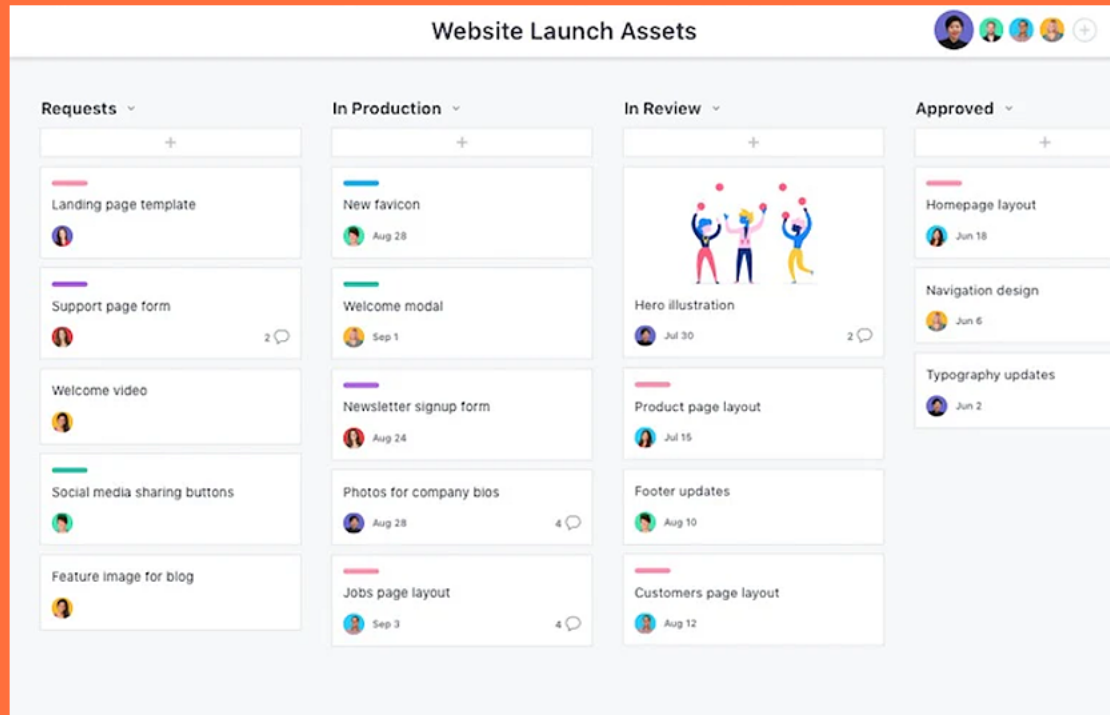 Website Launch Assets
Requests
In Production
In Review
Approved
Landing page template
Support page form
2
Welcome video
Social media sharing buttons
Feature image for blog
New favicon
Aug 28
Welcome modal
Sep 1
Newsletter signup form
Aug 24
Photos for company bios
Aug 28
4
Jobs page layout
Sep 3
4
Hero illustration
Jul 30
2
Product page layout
Jul 15
Footer updates
Aug 10
Customers page layout
Aug 12
Homepage layout
Jun 18
Navigation design
Jun 6
Typography updates
Jun 2